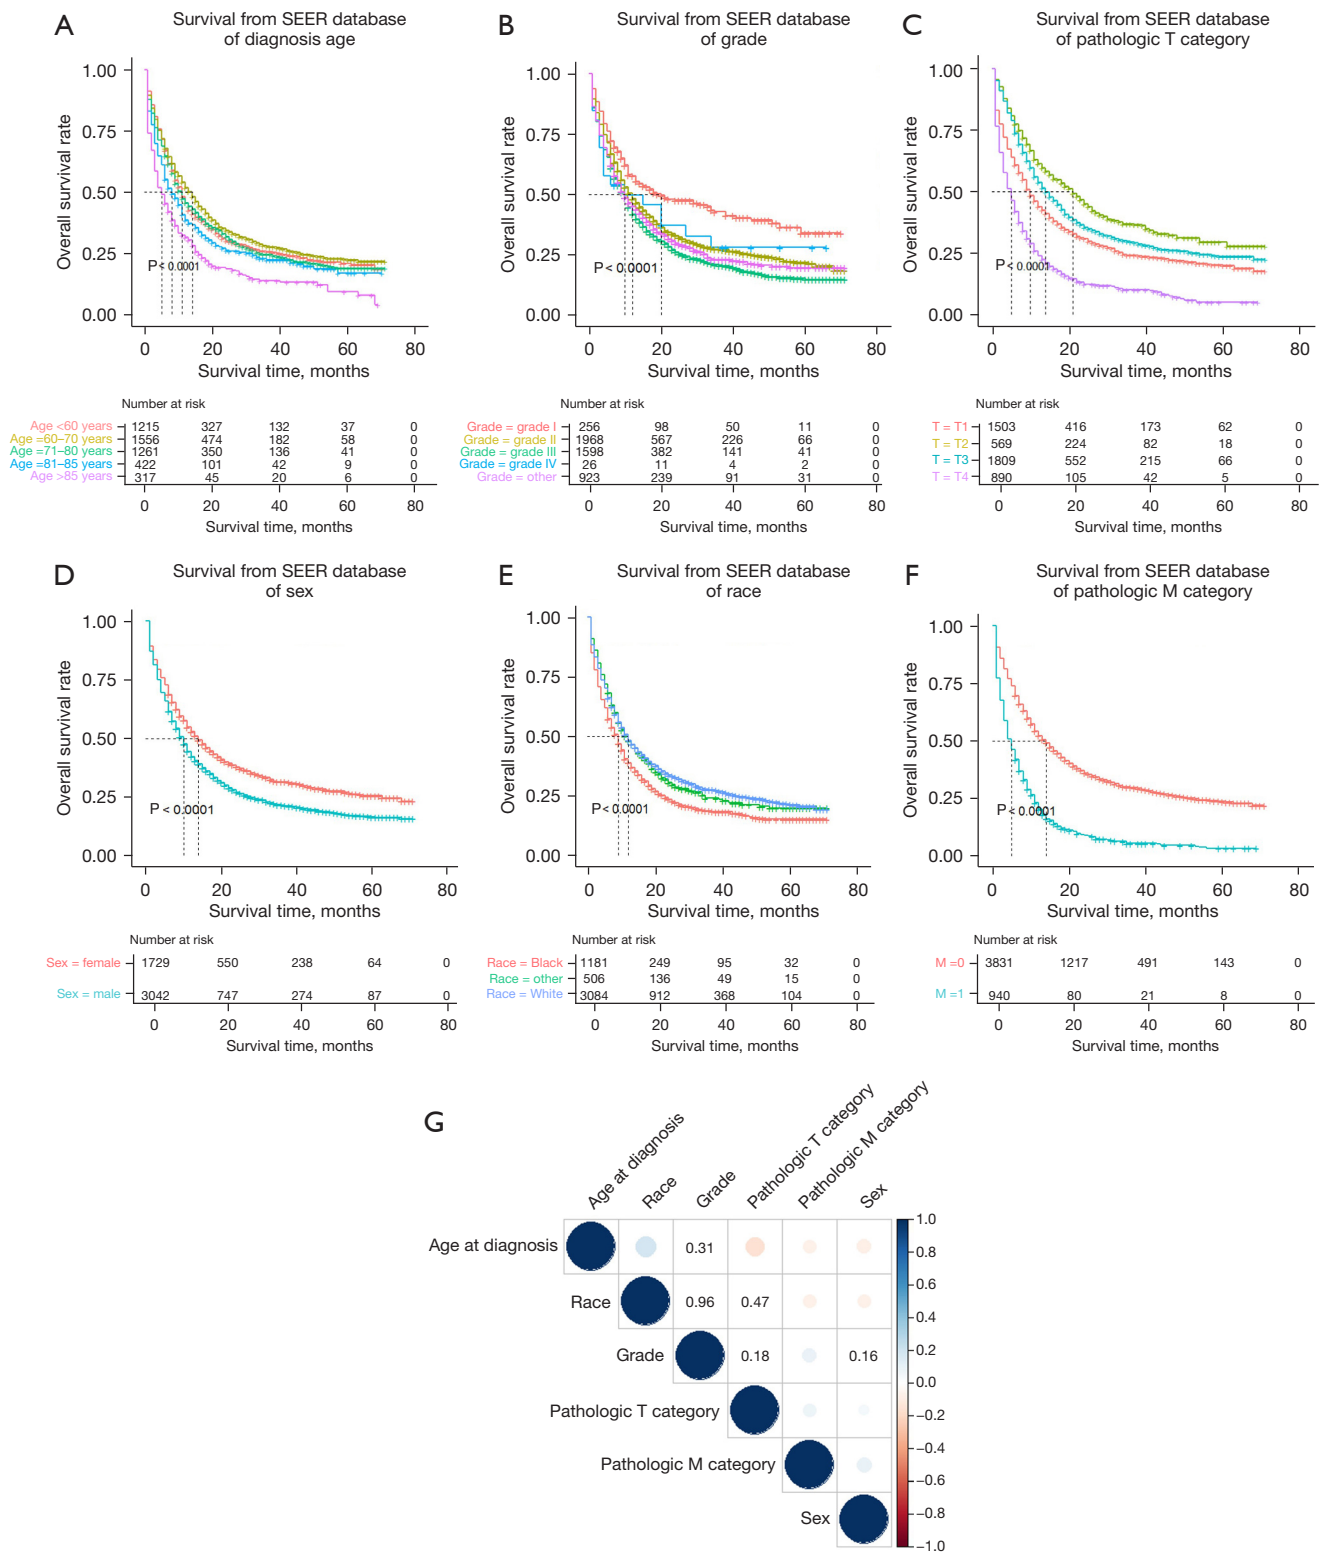 A
Survival from SEER database
of diagnosis age
Overall survival rate
1.00
0.75
0.50
0.25
0.00
P < 0.0001
0 20 40 60 80
Survival time, months
Number at risk
Age <60 years 1215 327 132 37 0
Age =60–70 years 1556 474 182 58 0
Age =71–80 years 1261 350 136 41 0
Age =81–85 years 422 101 42 9 0
Age >85 years 317 45 20 6 0
0 20 40 60 80
Survival time, months
B
Survival from SEER database
of grade
Overall survival rate
1.00
0.75
0.50
0.25
0.00
P < 0.0001
0 20 40 60 80
Survival time, months
Number at risk
Grade = grade I 256 98 50 11 0
Grade = grade II 1968 567 226 66 0
Grade = grade III 1598 382 141 41 0
Grade = grade IV 26 11 4 2 0
Grade = other 923 239 91 31 0
0 20 40 60 80
Survival time, months
C
Survival from SEER database
of pathologic T category
Overall survival rate
1.00
0.75
0.50
0.25
0.00
P < 0.0001
0 20 40 60 80
Survival time, months
Number at risk
T = T1 1503 416 173 62 0
T = T2 569 224 82 18 0
T = T3 1809 552 215 66 0
T = T4 890 105 42 5 0
0 20 40 60 80
Survival time, months
D
Survival from SEER database
of sex
Overall survival rate
1.00
0.75
0.50
0.25
0.00
P < 0.0001
0 20 40 60 80
Survival time, months
Number at risk
Sex = female 1729 550 238 64 0
Sex = male 3042 747 274 87 0
0 20 40 60 80
Survival time, months
E
Survival from SEER database
of race
Overall survival rate
1.00
0.75
0.50
0.25
0.00
P < 0.0001
0 20 40 60 80
Survival time, months
Number at risk
Race = Black 1181 249 95 32 0
Race = other 506 136 49 15 0
Race = White 3084 912 368 104 0
0 20 40 60 80
Survival time, months
F
Survival from SEER database
of pathologic M category
Overall survival rate
1.00
0.75
0.50
0.25
0.00
P < 0.0001
0 20 40 60 80
Survival time, months
Number at risk
M =0 3831 1217 491 143 0
M =1 940 80 21 8 0
0 20 40 60 80
Survival time, months
G
Age at diagnosis
Race
Grade
Pathologic T category
Pathologic M category
Sex
Age at diagnosis 0.31
Race 0.96 0.47
Grade 0.18 0.16
Pathologic T category
Pathologic M category
Sex
1.0
0.8
0.6
0.4
0.2
0.0
−0.2
−0.4
−0.6
−0.8
−1.0